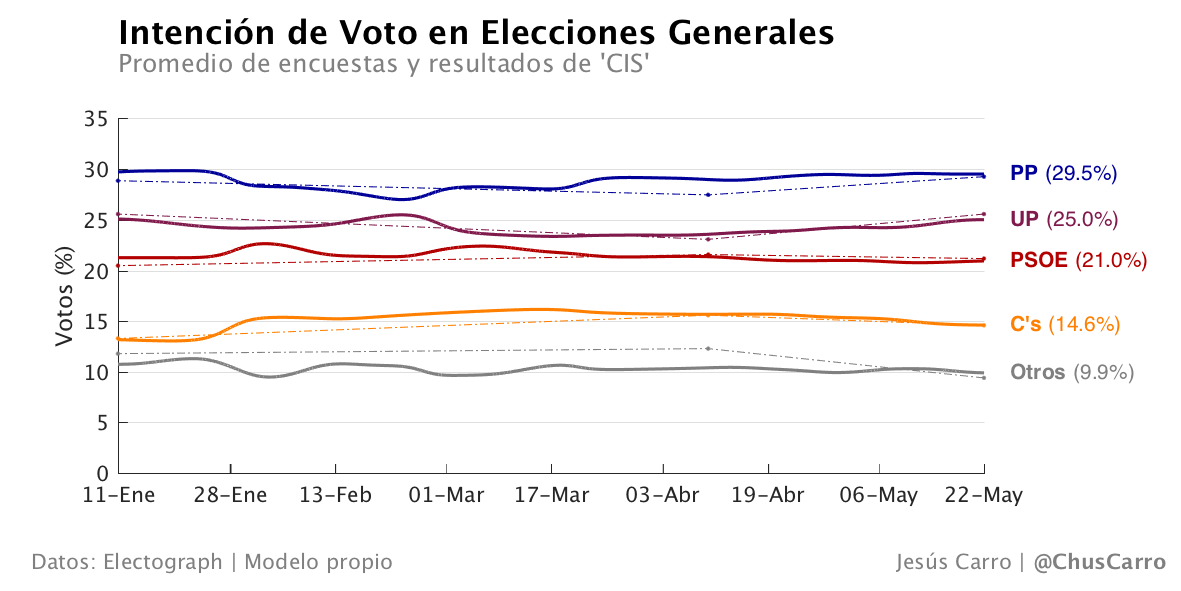 Intención de Voto en Elecciones Generales
Promedio de encuestas y resultados de 'CIS'
Votos (%)
35
30
25
20
15
10
5
0
11-Ene 28-Ene 13-Feb 01-Mar 17-Mar 03-Abr 19-Abr 06-May 22-May
PP (29.5%)
UP (25.0%)
PSOE (21.0%)
C's (14.6%)
Otros (9.9%)
Datos: Electograph | Modelo propio
Jesús Carro | @ChusCarro